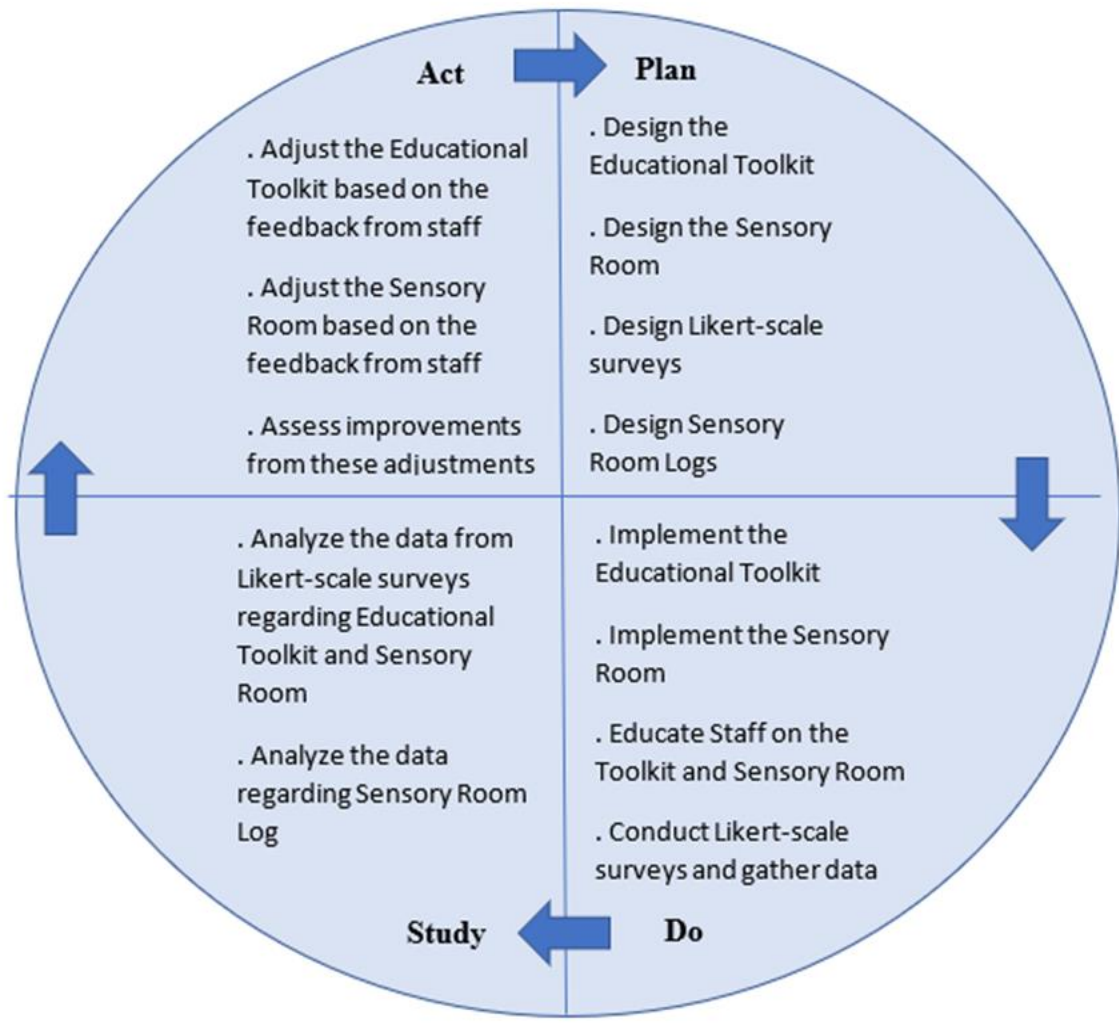 Act
. Adjust the Educational
Toolkit based on the
feedback from staff
. Adjust the Sensory
Room based on the
feedback from staff
. Assess improvements
from these adjustments
Plan
. Design the
Educational Toolkit
. Design the Sensory
Room
. Design Likert-scale
surveys
. Design Sensory
Room Logs
. Analyze the data from
Likert-scale surveys
regarding Educational
Toolkit and Sensory
Room
. Analyze the data
regarding Sensory Room
Log
Study
. Implement the
Educational Toolkit
. Implement the Sensory
Room
. Educate Staff on the
Toolkit and Sensory Room
. Conduct Likert-scale
surveys and gather data
Do